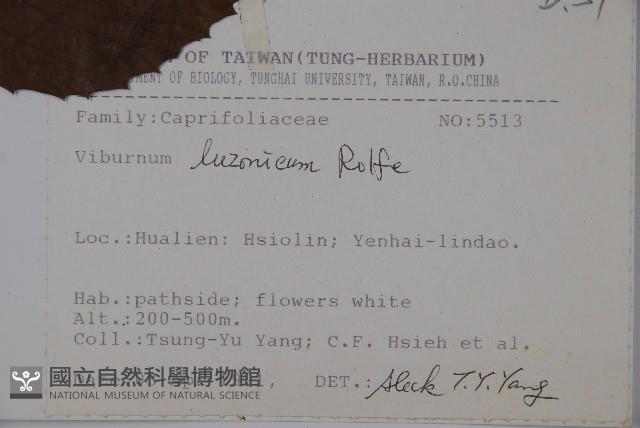 OF TAIWAN(TUNG-HERBARIUM)
OF BIOLOGY, TUNGHAI UNIVERSITY, TAIWAN, R.O.CHINA
Family:Caprifoliaceae NO:5513
Viburnum luzonicum Rolfe
Loc.:Hualien: Hsiolin; Yenhai-lindao.
Hab.:pathside; flowers white
Alt.:200-500m.
Coll.:Tsung-Yu Yang; C.F. Hsieh et al.
DET.: Aleck T.Y. Yang
國立自然科學博物館
NATIONAL MUSEUM OF NATURAL SCIENCE